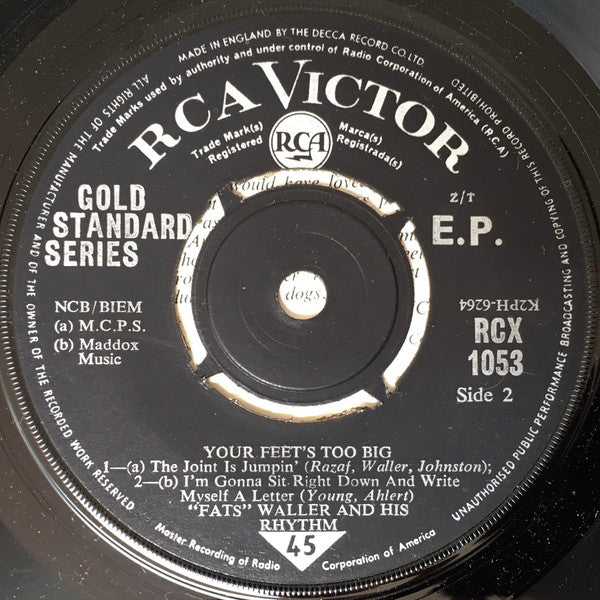 MADE IN ENGLAND BY THE DECCA RECORD CO. LTD.
ALL RIGHTS OF THE MANUFACTURER AND OF THE OWNER OF THE RECORDED WORK RESERVED
UNAUTHORISED PUBLIC PERFORMANCE BROADCASTING AND COPYING OF THIS RECORD PROHIBITED
Trade Marks used by authority and under control of Radio Corporation of America (R.C.A.)
RCA VICTOR
Trade Mark(s)
Registered
RCA
Marca(s)
Registrada(s)
would have
dogs.
GOLD
STANDARD
SERIES
Z/T
E.P.
NCB/BIEM
(a) M.C.P.S.
(b) Maddox
Music
K2PH-6264
RCX
1053
Side 2
YOUR FEET'S TOO BIG
1—(a) The Joint Is Jumpin' (Razaf, Waller, Johnston);
2—(b) I'm Gonna Sit Right Down And Write
Myself A Letter (Young, Ahlert)
"FATS" WALLER AND HIS
RHYTHM
45
Master Recording of Radio Corporation of America